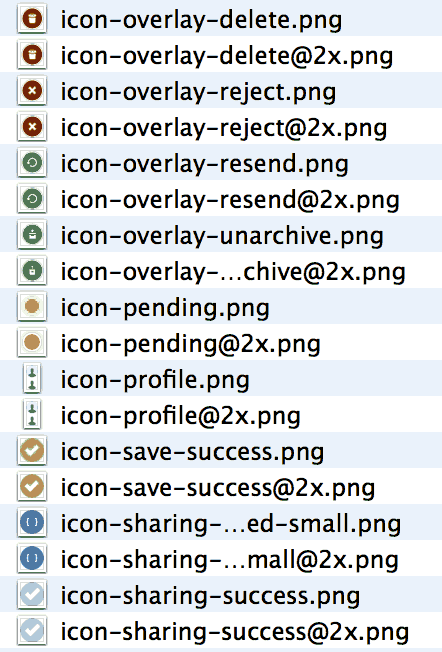 icon-overlay-delete.png
icon-overlay-delete@2x.png
icon-overlay-reject.png
icon-overlay-reject@2x.png
icon-overlay-resend.png
icon-overlay-resend@2x.png
icon-overlay-unarchive.png
icon-overlay-...chive@2x.png
icon-pending.png
icon-pending@2x.png
icon-profile.png
icon-profile@2x.png
icon-save-success.png
icon-save-success@2x.png
icon-sharing-...ed-small.png
icon-sharing-...mall@2x.png
icon-sharing-success.png
icon-sharing-success@2x.png